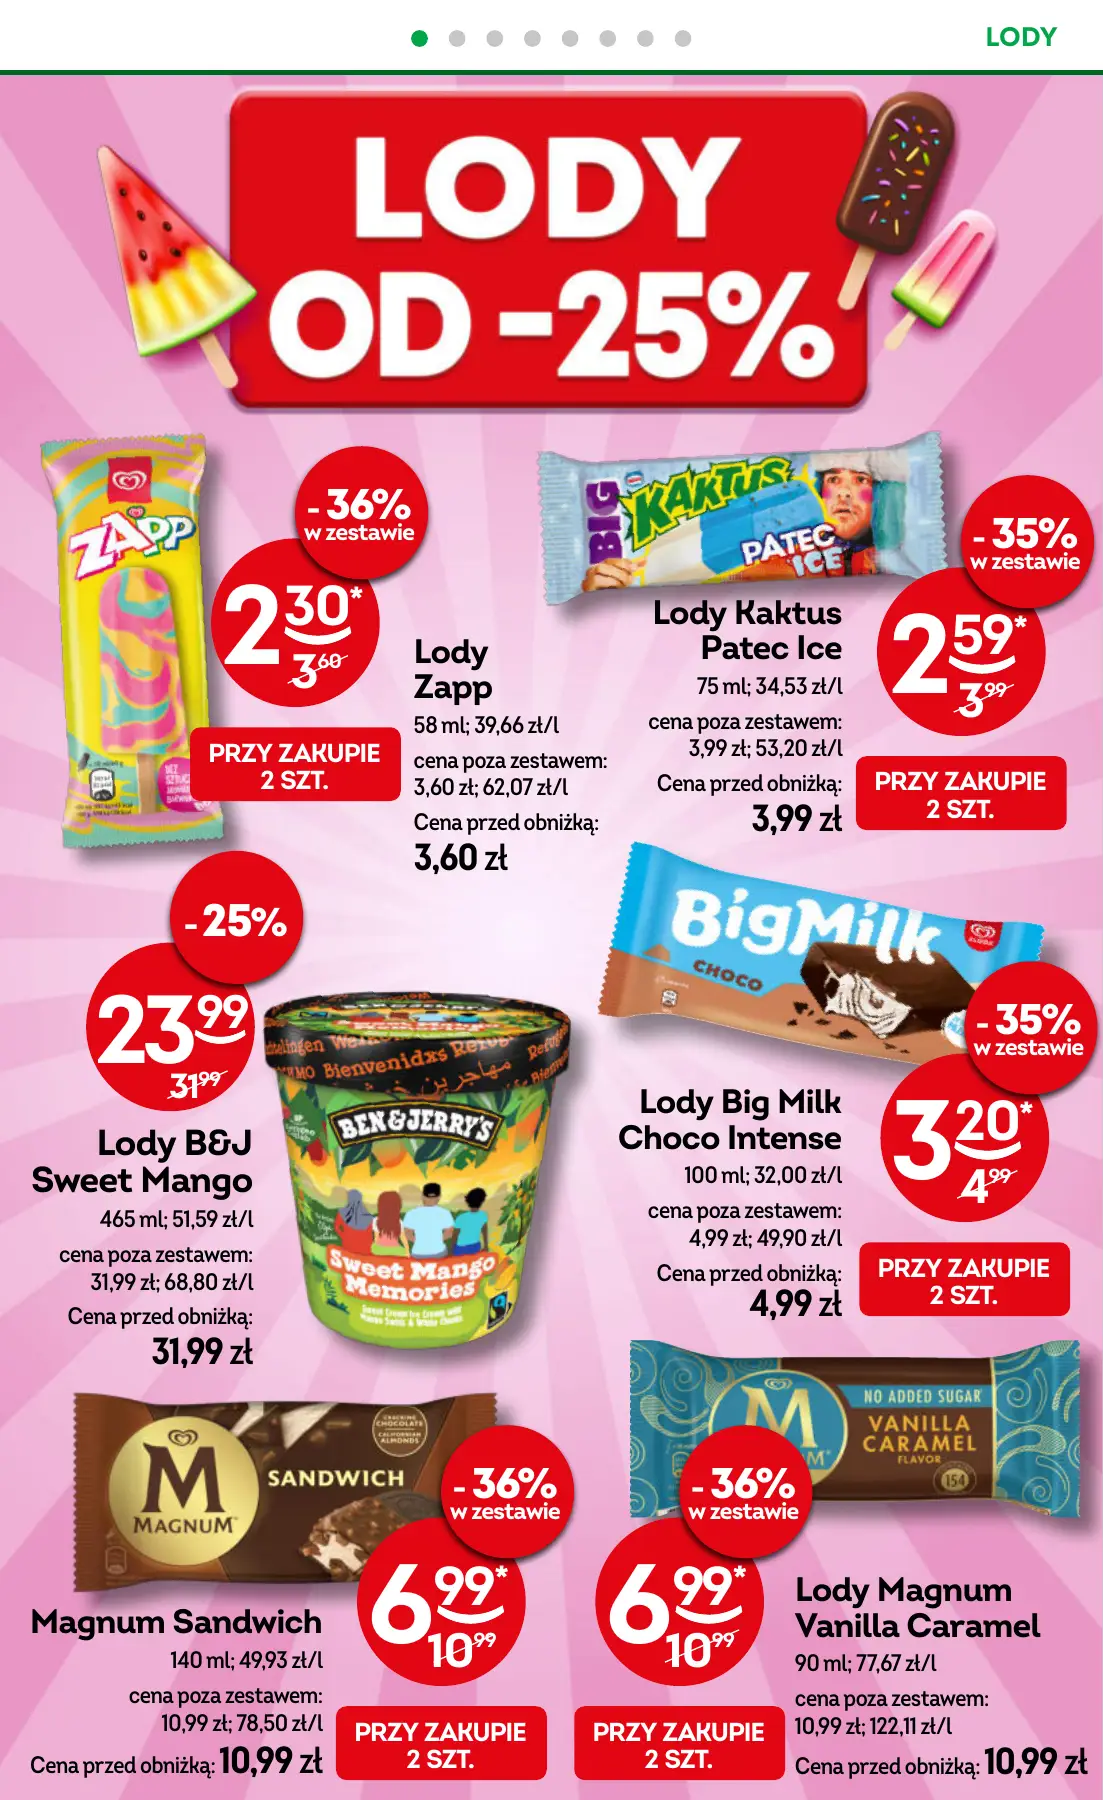 LODY
LODY
OD -25%
ZAPP
- 36%
w zestawie
2 30*
3,60
PRZY ZAKUPIE
2 SZT.
Lody
Zapp
58 ml; 39,66 zł/l
cena poza zestawem:
3,60 zł; 62,07 zł/l
Cena przed obniżką:
3,60 zł
BIG
KAKTUS
PATEC
ICE
- 35%
w zestawie
2 59*
3,99
Lody Kaktus
Patec Ice
75 ml; 34,53 zł/l
cena poza zestawem:
3,99 zł; 53,20 zł/l
Cena przed obniżką:
3,99 zł
PRZY ZAKUPIE
2 SZT.
- 25%
23 99
31,99
Lody B&J
Sweet Mango
465 ml; 51,59 zł/l
cena poza zestawem:
31,99 zł; 68,80 zł/l
Cena przed obniżką:
31,99 zł
Bienvenidxs
BEN & JERRY'S
Sweet Mango
Memories
BigMilk
CHOCO
- 35%
w zestawie
3 20*
4,99
Lody Big Milk
Choco Intense
100 ml; 32,00 zł/l
cena poza zestawem:
4,99 zł; 49,90 zł/l
Cena przed obniżką:
4,99 zł
PRZY ZAKUPIE
2 SZT.
M
MAGNUM
SANDWICH
CRACKING
CHOCOLATE
CALIFORNIAN
ALMONDS
- 36%
w zestawie
6 99*
10,99
Magnum Sandwich
140 ml; 49,93 zł/l
cena poza zestawem:
10,99 zł; 78,50 zł/l
Cena przed obniżką: 10,99 zł
PRZY ZAKUPIE
2 SZT.
M
NO ADDED SUGAR
VANILLA
CARAMEL
FLAVOR
154
- 36%
w zestawie
6 99*
10,99
PRZY ZAKUPIE
2 SZT.
Lody Magnum
Vanilla Caramel
90 ml; 77,67 zł/l
cena poza zestawem:
10,99 zł; 122,11 zł/l
Cena przed obniżką: 10,99 zł